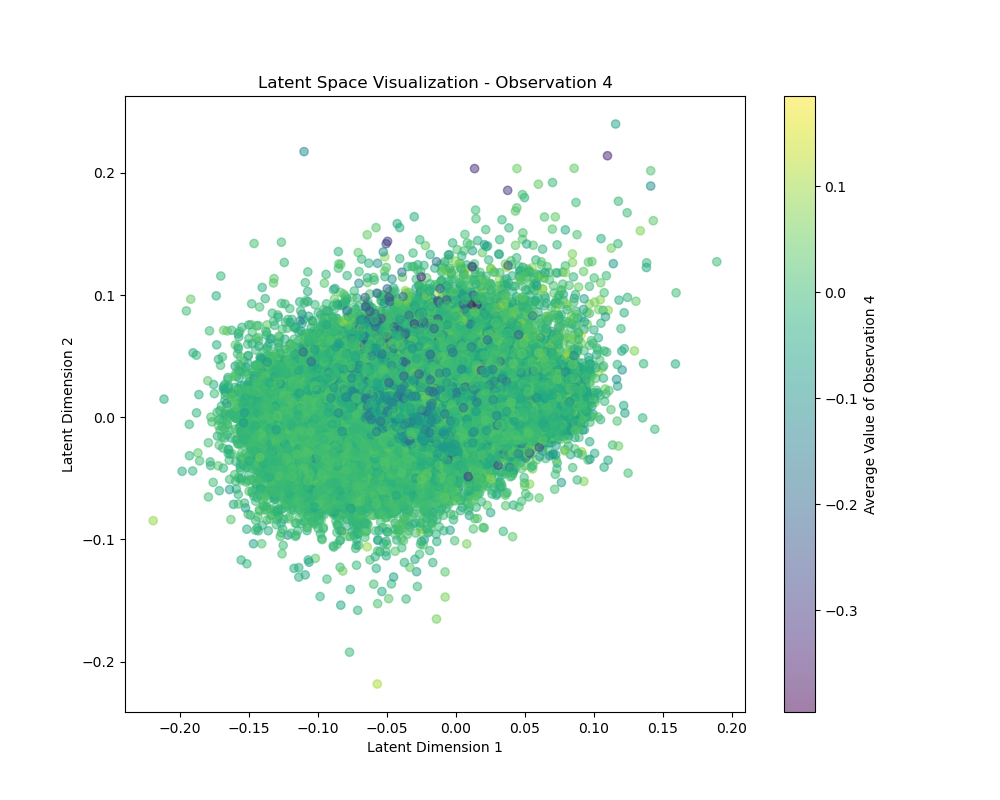 Latent Space Visualization - Observation 4
0.2
0.1
0.0
−0.1
−0.2
Latent Dimension 2
−0.20 −0.15 −0.10 −0.05 0.00 0.05 0.10 0.15 0.20
Latent Dimension 1
0.1
0.0
−0.1
−0.2
−0.3
Average Value of Observation 4